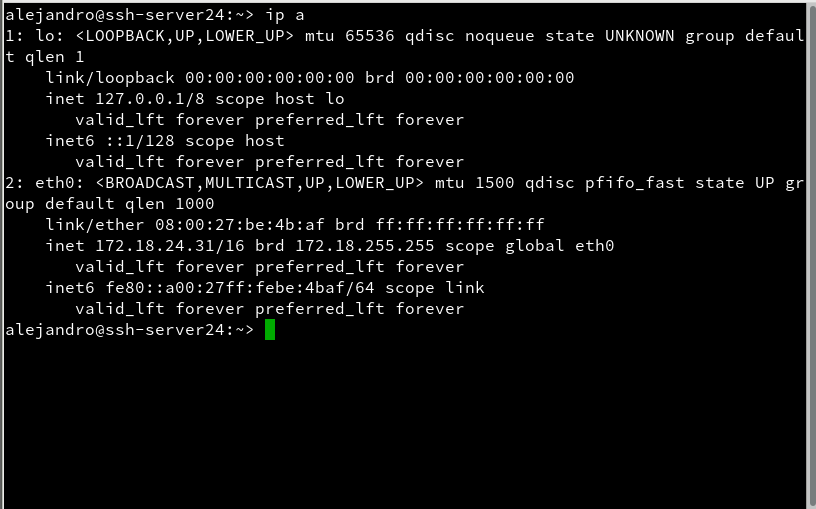 alejandro@ssh-server24:~> ip a
1: lo: <LOOPBACK,UP,LOWER_UP> mtu 65536 qdisc noqueue state UNKNOWN group defaul
t qlen 1
    link/loopback 00:00:00:00:00:00 brd 00:00:00:00:00:00
    inet 127.0.0.1/8 scope host lo
       valid_lft forever preferred_lft forever
    inet6 ::1/128 scope host
       valid_lft forever preferred_lft forever
2: eth0: <BROADCAST,MULTICAST,UP,LOWER_UP> mtu 1500 qdisc pfifo_fast state UP gr
oup default qlen 1000
    link/ether 08:00:27:be:4b:af brd ff:ff:ff:ff:ff:ff
    inet 172.18.24.31/16 brd 172.18.255.255 scope global eth0
       valid_lft forever preferred_lft forever
    inet6 fe80::a00:27ff:febe:4baf/64 scope link
       valid_lft forever preferred_lft forever
alejandro@ssh-server24:~>